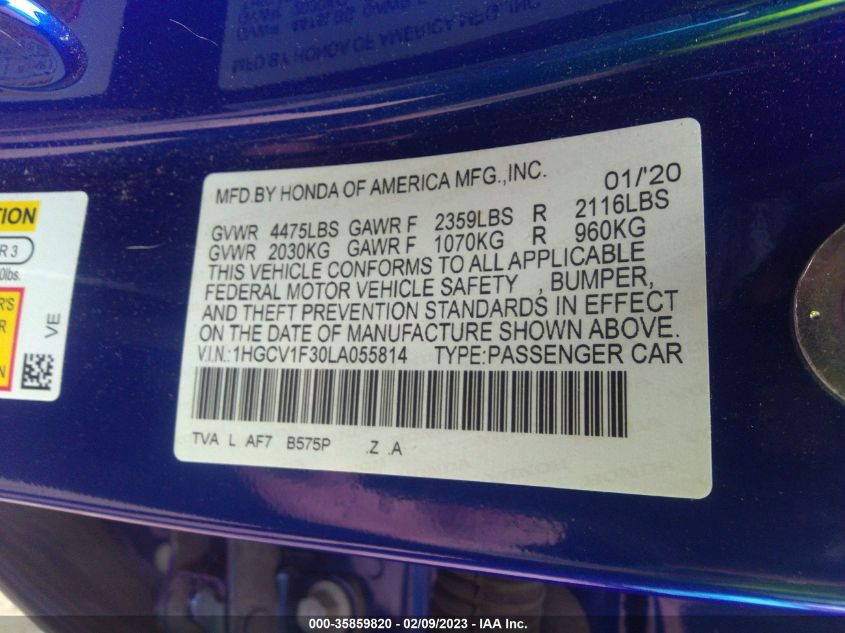 MFD.BY HONDA OF AMERICA MFG.,INC. 01/'20
GVWR 4475LBS GAWR F 2359LBS R 2116LBS
GVWR 2030KG GAWR F 1070KG R 960KG
THIS VEHICLE CONFORMS TO ALL APPLICABLE
FEDERAL MOTOR VEHICLE SAFETY , BUMPER,
AND THEFT PREVENTION STANDARDS IN EFFECT
ON THE DATE OF MANUFACTURE SHOWN ABOVE.
V.I.N.:1HGCV1F30LA055814 TYPE:PASSENGER CAR
TVA L AF7 B575P .Z .A
R 3
VE
000-35859820 - 02/09/2023 - IAA Inc.